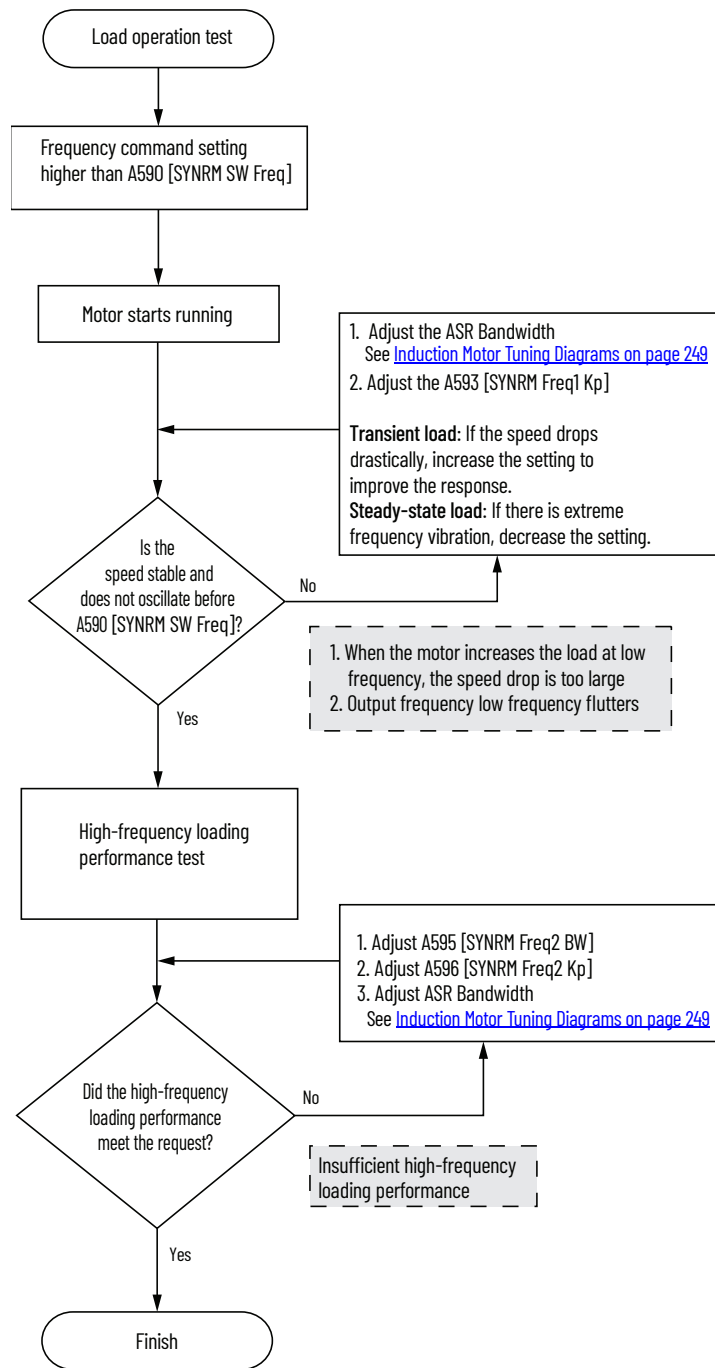 Load operation test
Frequency command setting
higher than A590 [SYNRM SW Freq]
Motor starts running
1. Adjust the ASR Bandwidth
See Induction Motor Tuning Diagrams on page 249
2. Adjust the A593 [SYNRM Freq1 Kp]
Transient load: If the speed drops
drastically, increase the setting to
improve the response.
Steady-state load: If there is extreme
frequency vibration, decrease the setting.
Is the
speed stable and
does not oscillate before
A590 [SYNRM SW Freq]?
No
1. When the motor increases the load at low
frequency, the speed drop is too large
2. Output frequency low frequency flutters
Yes
High-frequency loading
performance test
1. Adjust A595 [SYNRM Freq2 BW]
2. Adjust A596 [SYNRM Freq2 Kp]
3. Adjust ASR Bandwidth
See Induction Motor Tuning Diagrams on page 249
Did the high-frequency
loading performance
meet the request?
No
Insufficient high-frequency
loading performance
Yes
Finish